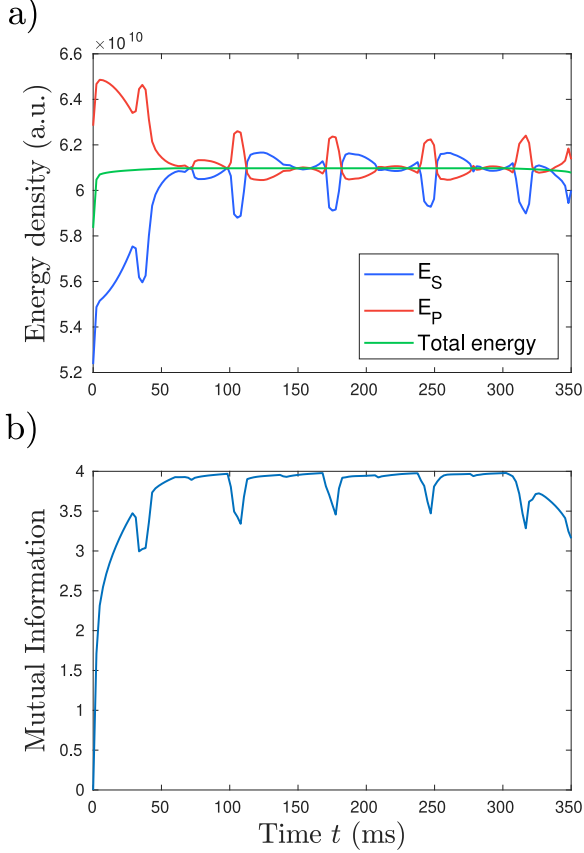 a)
× 10^10
6.6
6.4
6.2
6
5.8
5.6
5.4
5.2
Energy density (a.u.)
E_S
E_P
Total energy
0 50 100 150 200 250 300 350
b)
4
3.5
3
2.5
2
1.5
1
0.5
0
Mutual Information
0 50 100 150 200 250 300 350
Time t (ms)